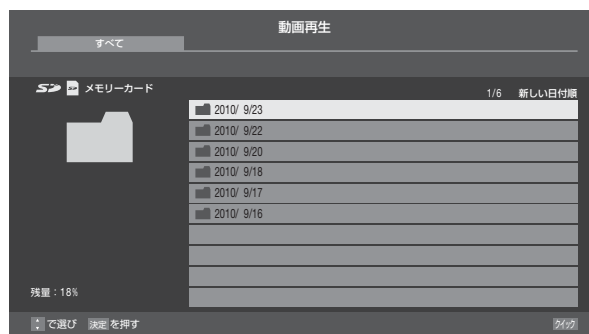 動画再生
すべて
SD メモリーカード
1/6 新しい日付順
2010/ 9/23
2010/ 9/22
2010/ 9/20
2010/ 9/18
2010/ 9/17
2010/ 9/16
残量：18%
で選び 決定 を押す
クイック